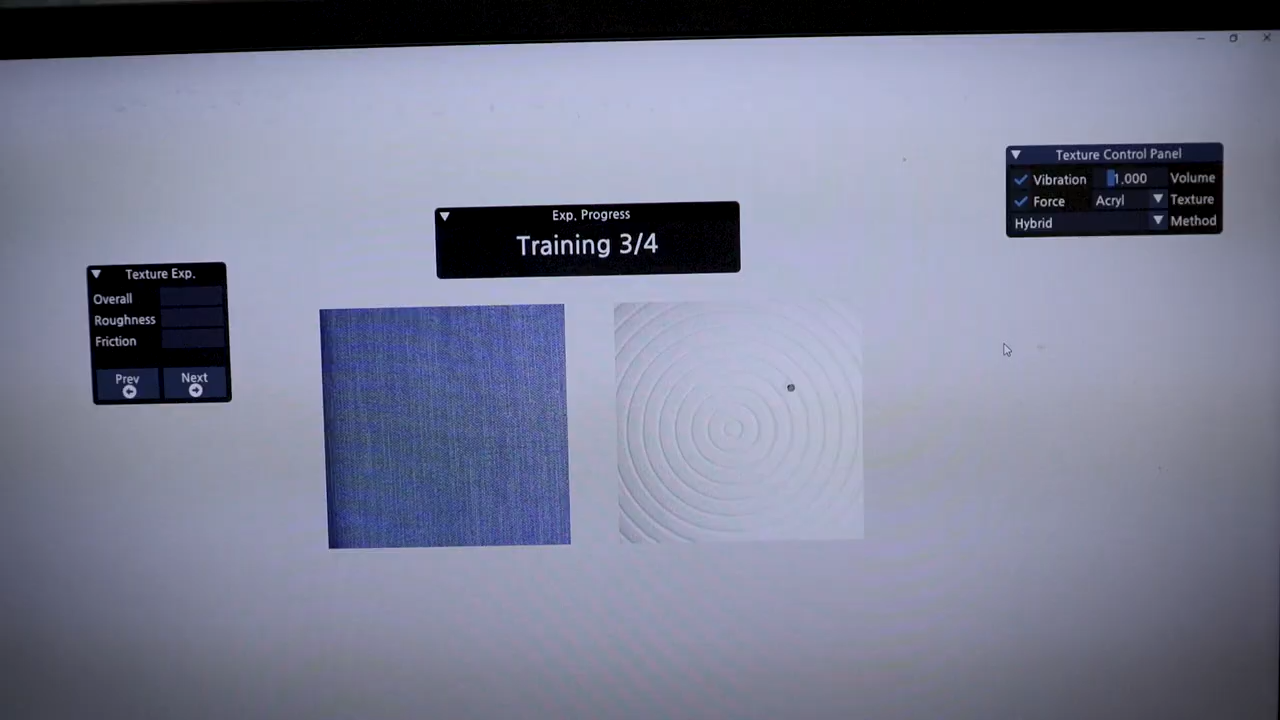 Texture Control Panel
Vibration 1.000 Volume
Force Acryl Texture
Hybrid Method
Exp. Progress
Training 3/4
Texture Exp.
Overall
Roughness
Friction
Prev Next